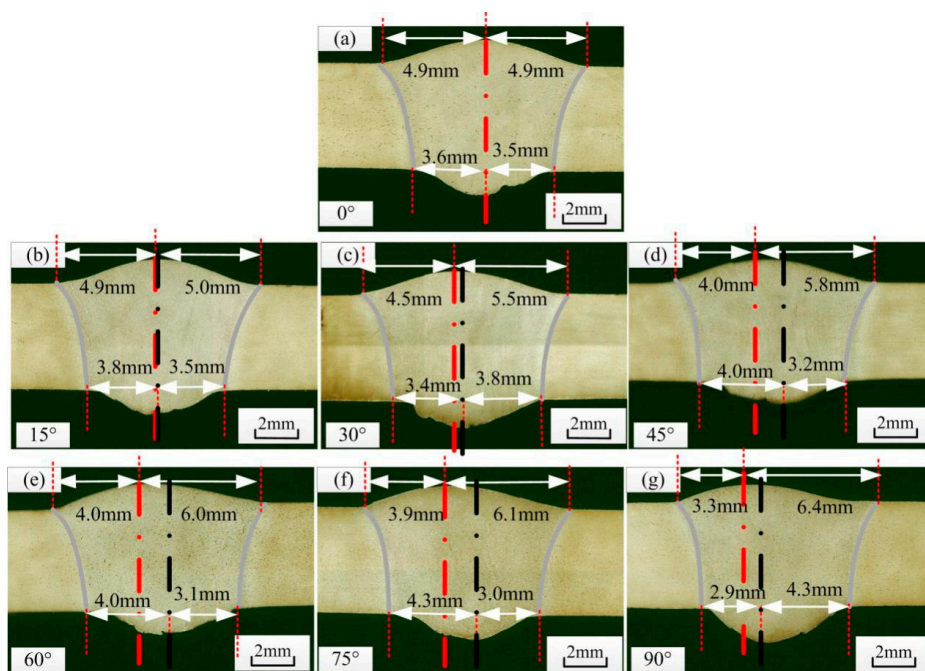 (a)
4.9mm 4.9mm
3.6mm 3.5mm
0° 2mm
(b)
4.9mm 5.0mm
3.8mm 3.5mm
15° 2mm
(c)
4.5mm 5.5mm
3.4mm 3.8mm
30° 2mm
(d)
4.0mm 5.8mm
4.0mm 3.2mm
45° 2mm
(e)
4.0mm 6.0mm
4.0mm 3.1mm
60° 2mm
(f)
3.9mm 6.1mm
4.3mm 3.0mm
75° 2mm
(g)
3.3mm 6.4mm
2.9mm 4.3mm
90° 2mm